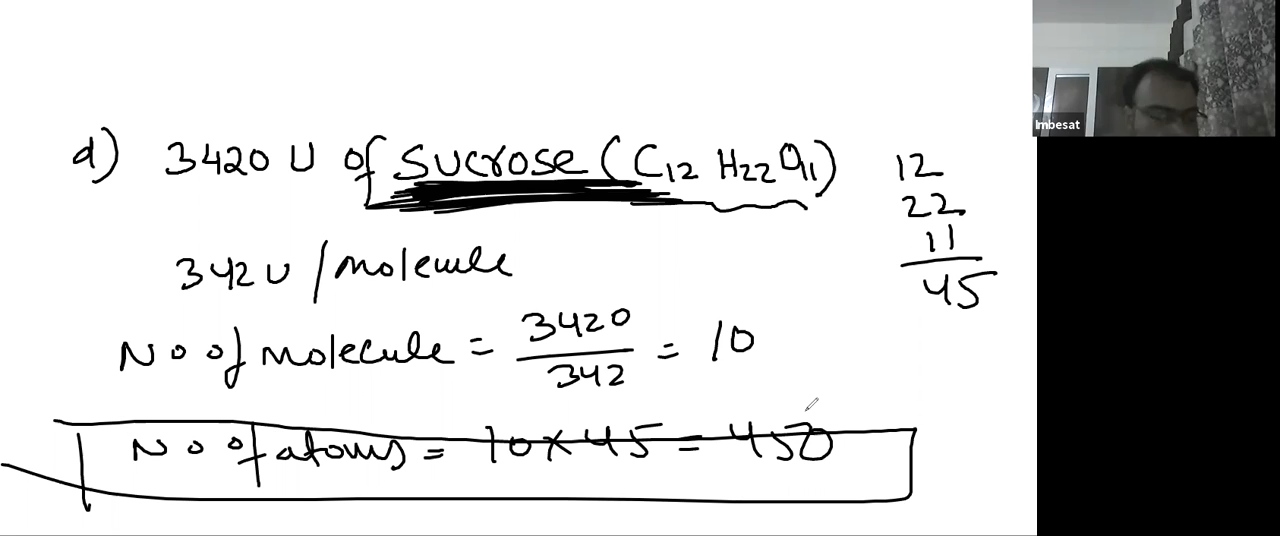 d) 3420 U of Sucrose (C12 H22 O11)
12
22
11
45
342 U / molecule
No of molecule = 3420/342 = 10
No of atoms = 10 × 45 = 450
Imbesat